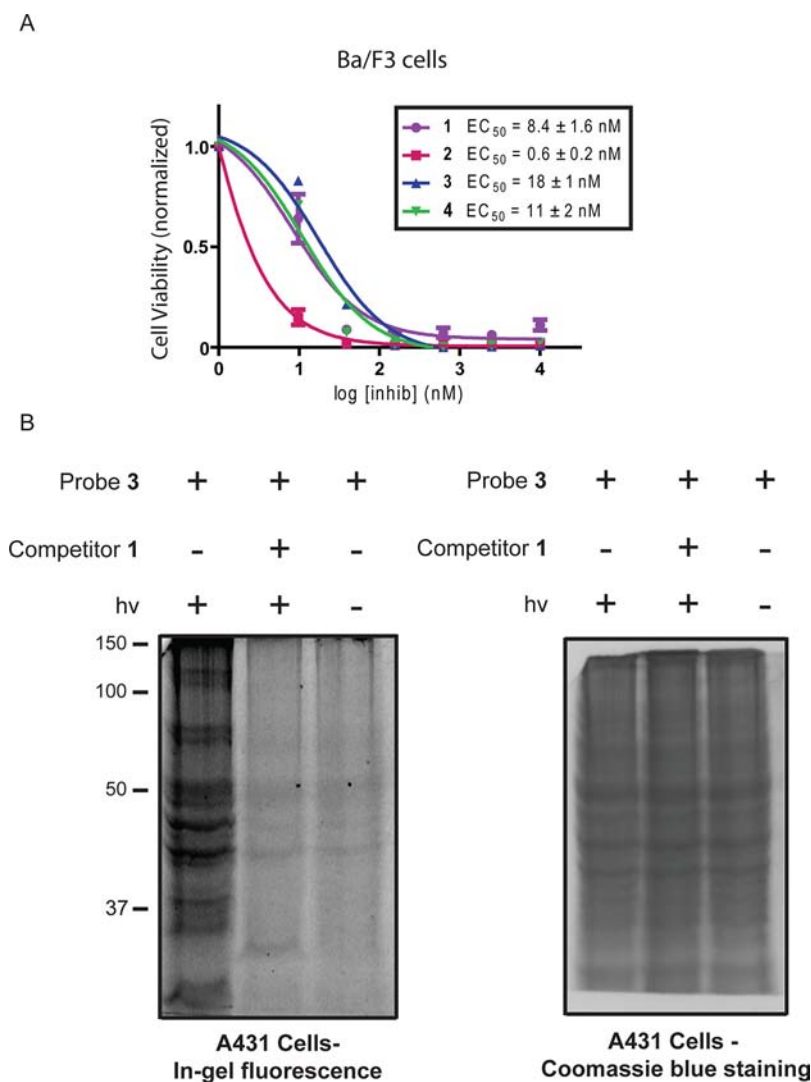 A
Ba/F3 cells
Cell Viability (normalized)
1.0
0.5
0
1 EC50 = 8.4 ± 1.6 nM
2 EC50 = 0.6 ± 0.2 nM
3 EC50 = 18 ± 1 nM
4 EC50 = 11 ± 2 nM
0 1 2 3 4
log [inhib] (nM)
B
Probe 3 + + +
Competitor 1 - + -
hv + + -
150
100
50
37
A431 Cells-
In-gel fluorescence
Probe 3 + + +
Competitor 1 - + -
hv + + -
A431 Cells -
Coomassie blue staining